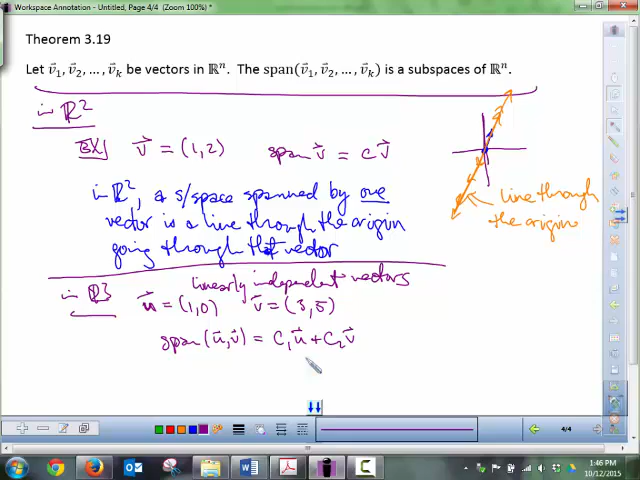 Workspace Annotation - Untitled, Page 4/4 (Zoom 100%) *
Theorem 3.19
Let v⃗₁, v⃗₂, …, v⃗ₖ be vectors in ℝⁿ. The span(v⃗₁, v⃗₂, …, v⃗ₖ) is a subspaces of ℝⁿ.
in ℝ²
EX) v⃗ = (1,2) span v⃗ = c v⃗
in ℝ², a s/space spanned by one
vector is a line through the origin
going through that vector
line through
the origin
linearly independent vectors
in ℝ3 u⃗ = (1,0) v⃗ = (3,5)
span(u⃗,v⃗) = C₁u⃗ + C₂v⃗
4/4
1:46 PM
10/12/2015